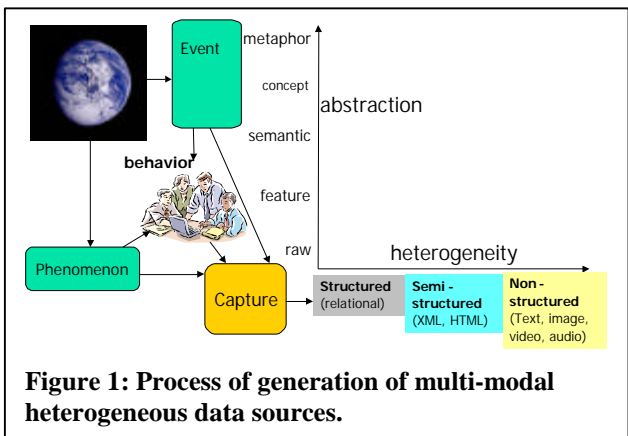 Event
metaphor
concept
abstraction
semantic
behavior
feature
raw
heterogeneity
Phenomenon
Capture
Structured
(relational)
Semi -
structured
(XML, HTML)
Non -
structured
(Text, image,
video, audio)
Figure 1: Process of generation of multi-modal
heterogeneous data sources.